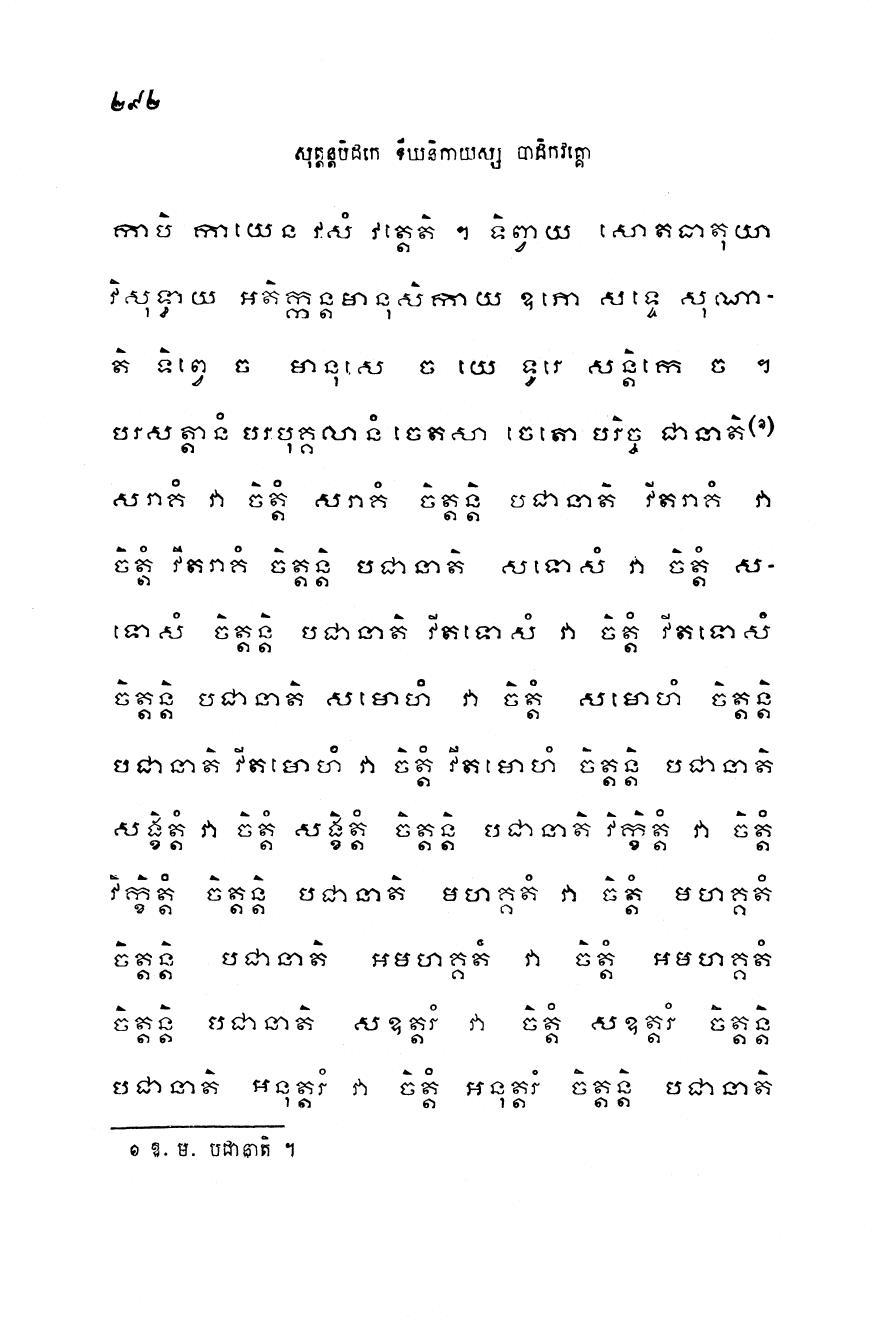 ២៩២
សុត្តន្តបិដកេ ទីឃនិកាយស្ស បាដិកវគ្គោ
កាបិ កាយេន វសំ វត្តេតិ ។ ទិព្វាយ សោតធាតុយា
វិសុទ្ធាយ អតិក្កន្តមានុសិកាយ ឧភោ សទ្ទេ សុណា-
តិ ទិព្វេ ច មានុសេ ច យេ ទូរេ សន្តិកេ ច ។
បរសត្តានំ បរបុគ្គលានំ ចេតសា ចេតោ បរិច្ច ជានាតិ(១)
សរាគំ វា ចិត្តំ សរាគំ ចិត្តន្តិ បជានាតិ វីតរាគំ វា
ចិត្តំ វីតរាគំ ចិត្តន្តិ បជានាតិ សទោសំ វា ចិត្តំ ស-
ទោសំ ចិត្តន្តិ បជានាតិ វីតទោសំ វា ចិត្តំ វីតទោសំ
ចិត្តន្តិ បជានាតិ សមោហំ វា ចិត្តំ សមោហំ ចិត្តន្តិ
បជានាតិ វីតមោហំ វា ចិត្តំ វីតមោហំ ចិត្តន្តិ បជានាតិ
សង្ខិត្តំ វា ចិត្តំ សង្ខិត្តំ ចិត្តន្តិ បជានាតិ វិក្ខិត្តំ វា ចិត្តំ
វិក្ខិត្តំ ចិត្តន្តិ បជានាតិ មហគ្គតំ វា ចិត្តំ មហគ្គតំ
ចិត្តន្តិ បជានាតិ អមហគ្គតំ វា ចិត្តំ អមហគ្គតំ
ចិត្តន្តិ បជានាតិ សឧត្តរំ វា ចិត្តំ សឧត្តរំ ចិត្តន្តិ
បជានាតិ អនុត្តរំ វា ចិត្តំ អនុត្តរំ ចិត្តន្តិ បជានាតិ
១ ឱ. ម. បជានាតិ ។